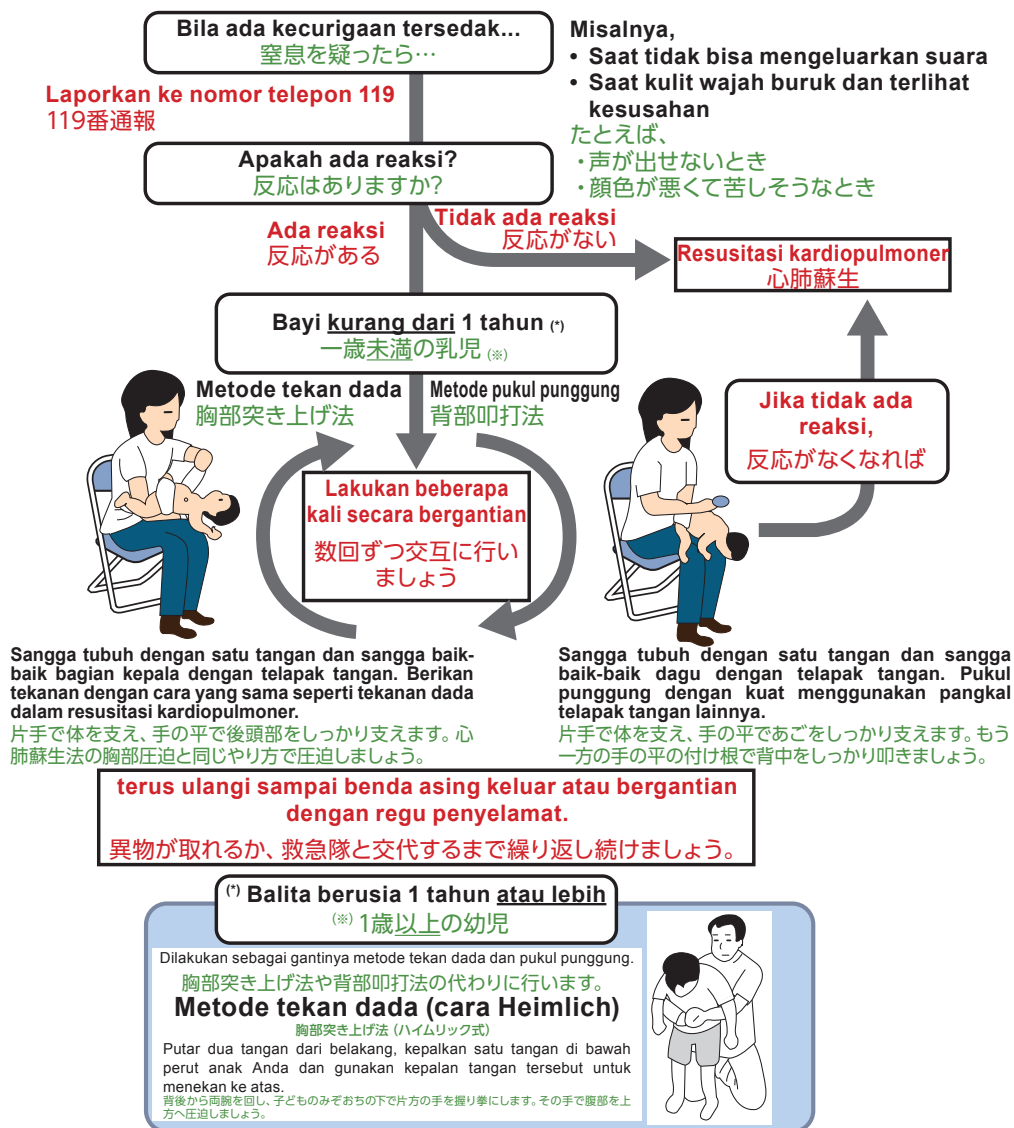 Bila ada kecurigaan tersedak...
窒息を疑ったら…
Misalnya,
• Saat tidak bisa mengeluarkan suara
• Saat kulit wajah buruk dan terlihat
kesusahan
たとえば、
・声が出せないとき
・顔色が悪くて苦しそうなとき
Laporkan ke nomor telepon 119
119番通報
Apakah ada reaksi?
反応はありますか？
Ada reaksi
反応がある
Tidak ada reaksi
反応がない
Resusitasi kardiopulmoner
心肺蘇生
Bayi kurang dari 1 tahun (*)
一歳未満の乳児 (※)
Metode tekan dada
胸部突き上げ法
Metode pukul punggung
背部叩打法
Jika tidak ada
reaksi,
反応がなくなれば
Lakukan beberapa
kali secara bergantian
数回ずつ交互に行い
ましょう
Sangga tubuh dengan satu tangan dan sangga baik-
baik bagian kepala dengan telapak tangan. Berikan
tekanan dengan cara yang sama seperti tekanan dada
dalam resusitasi kardiopulmoner.
片手で体を支え、手の平で後頭部をしっかり支えます。心
肺蘇生法の胸部圧迫と同じやり方で圧迫しましょう。
Sangga tubuh dengan satu tangan dan sangga
baik-baik dagu dengan telapak tangan. Pukul
punggung dengan kuat menggunakan pangkal
telapak tangan lainnya.
片手で体を支え、手の平であごをしっかり支えます。もう
一方の手の平の付け根で背中をしっかり叩きましょう。
terus ulangi sampai benda asing keluar atau bergantian
dengan regu penyelamat.
異物が取れるか、救急隊と交代するまで繰り返し続けましょう。
(*) Balita berusia 1 tahun atau lebih
(※) 1歳以上の幼児
Dilakukan sebagai gantinya metode tekan dada dan pukul punggung.
胸部突き上げ法や背部叩打法の代わりに行います。
Metode tekan dada (cara Heimlich)
胸部突き上げ法（ハイムリック式）
Putar dua tangan dari belakang, kepalkan satu tangan di bawah
perut anak Anda dan gunakan kepalan tangan tersebut untuk
menekan ke atas.
背後から両腕を回し、子どものみぞおちの下で片方の手を握り拳にします。その手で腹部を上
方へ圧迫しましょう。